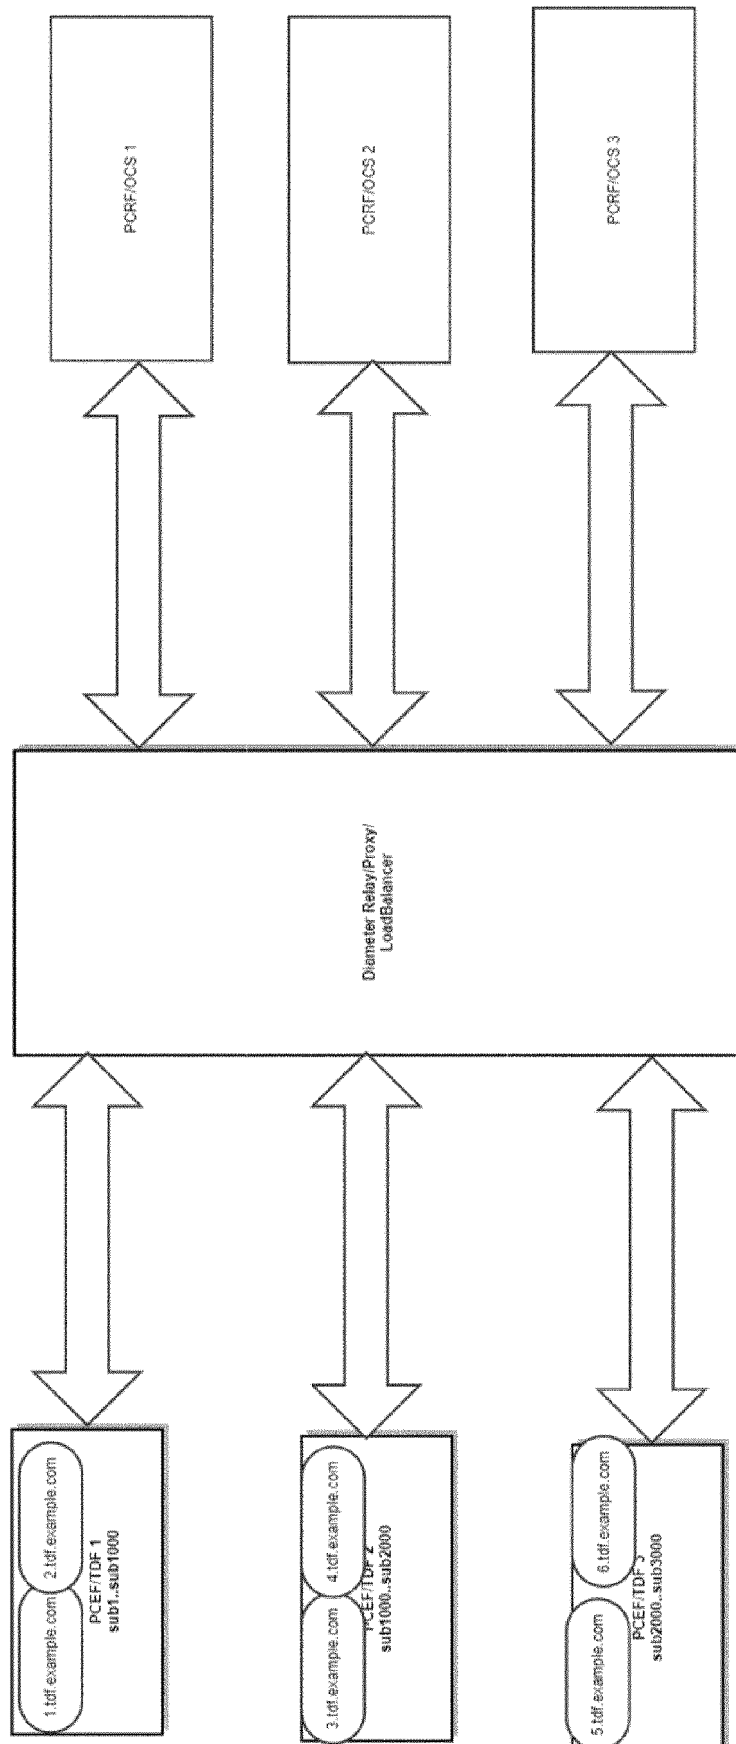 PCRF/OCS 1
PCRF/OCS 2
PCRF/OCS 3
Diameter Relay/Proxy/
LoadBalancer
1.tdf.example.com
2.tdf.example.com
PCEF/TDF 1
sub1..sub1000
3.tdf.example.com
4.tdf.example.com
PCEF/TDF 2
sub1000..sub2000
5.tdf.example.com
6.tdf.example.com
PCEF/TDF 3
sub2000..sub3000